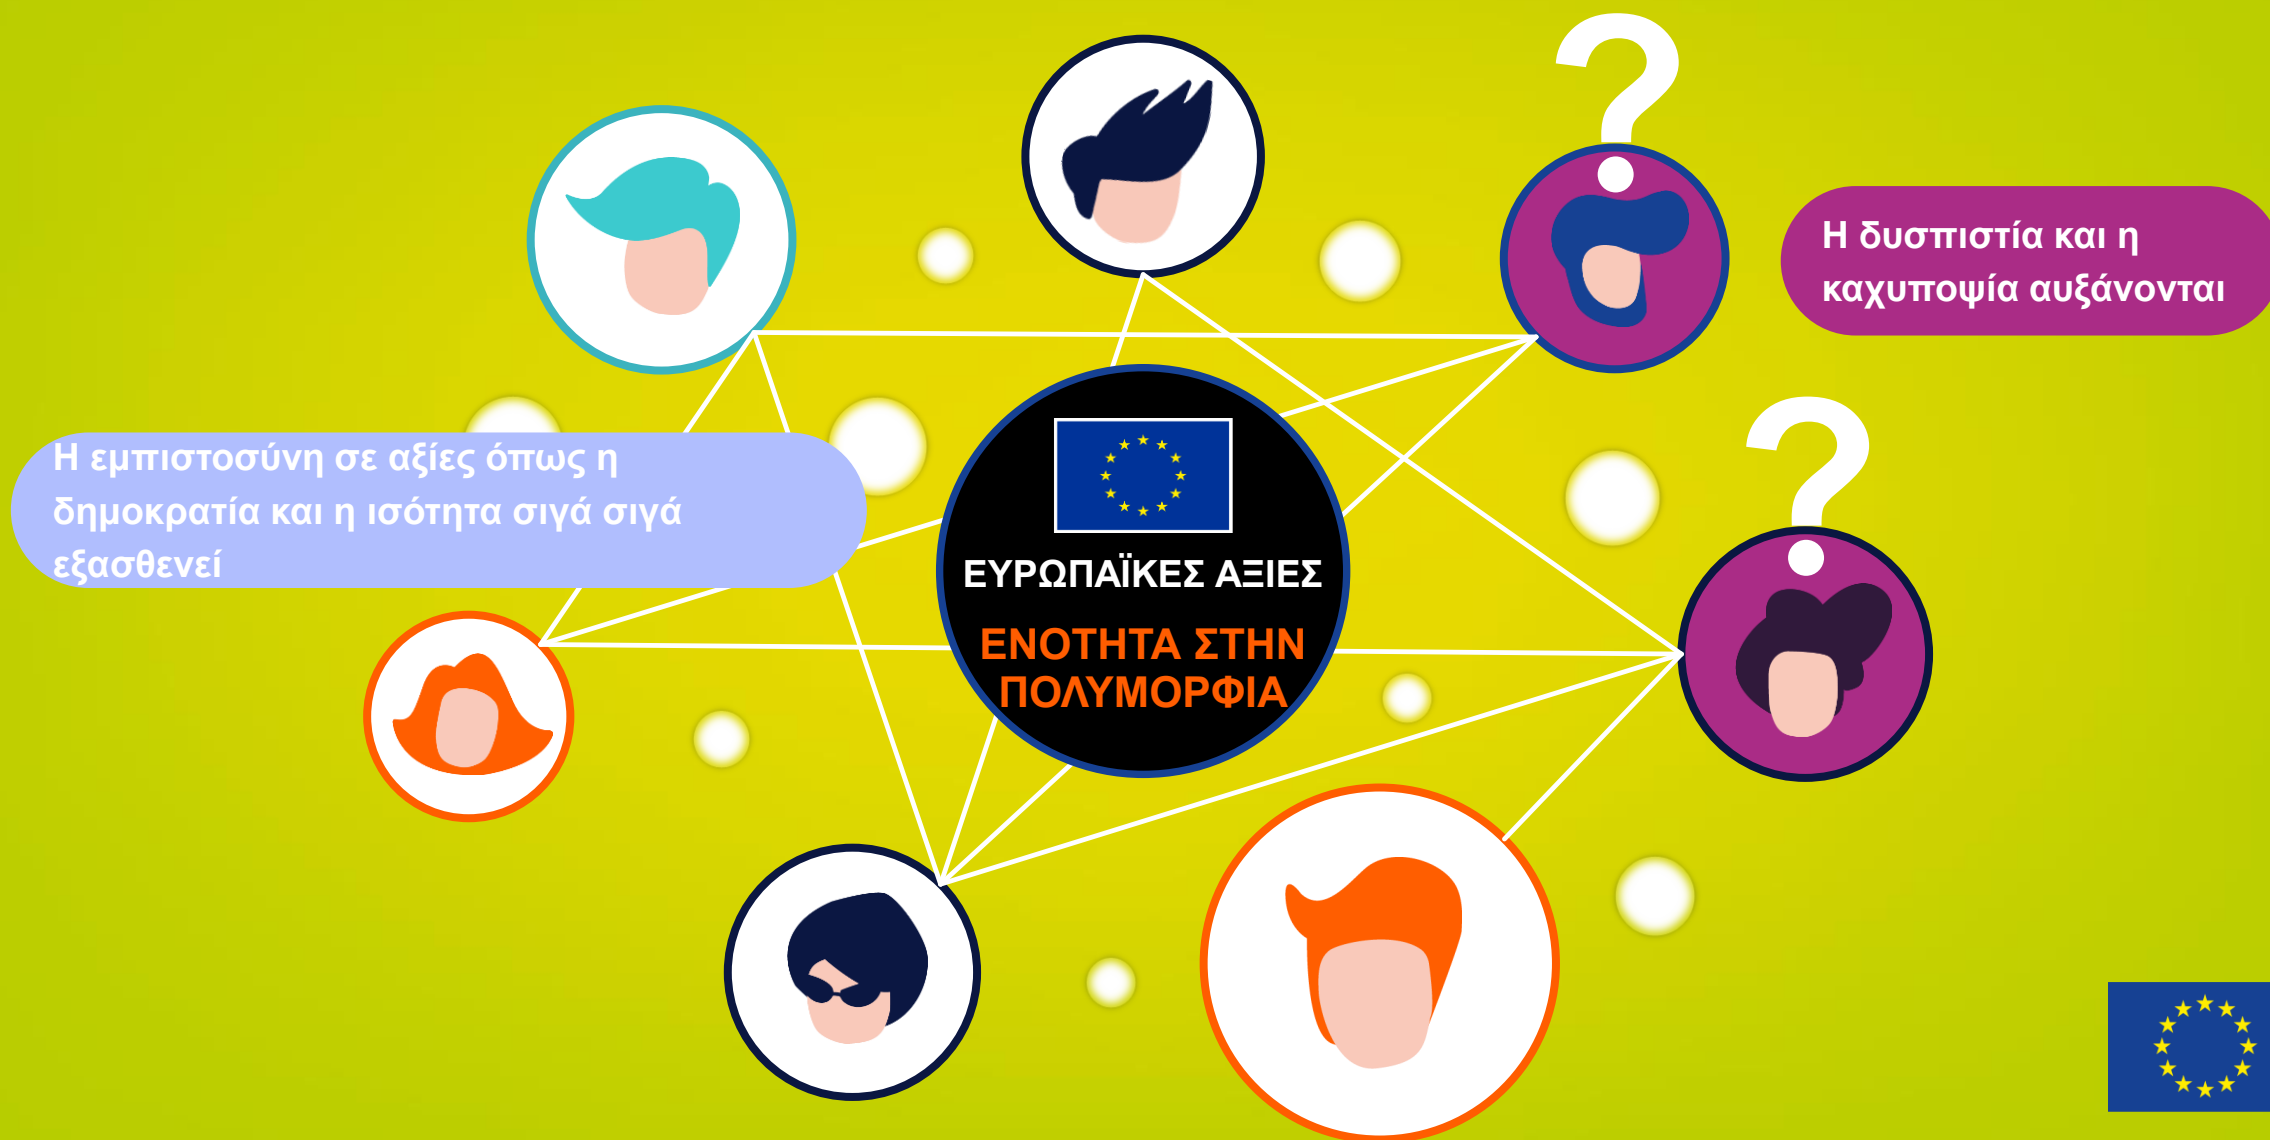 Η δυσπιστία και η
καχυποψία αυξάνονται
Η εμπιστοσύνη σε αξίες όπως η
δημοκρατία και η ισότητα σιγά σιγά
εξασθενεί
ΕΥΡΩΠΑΪΚΕΣ ΑΞΙΕΣ
ΕΝΟΤΗΤΑ ΣΤΗΝ
ΠΟΛΥΜΟΡΦΙΑ
?
?